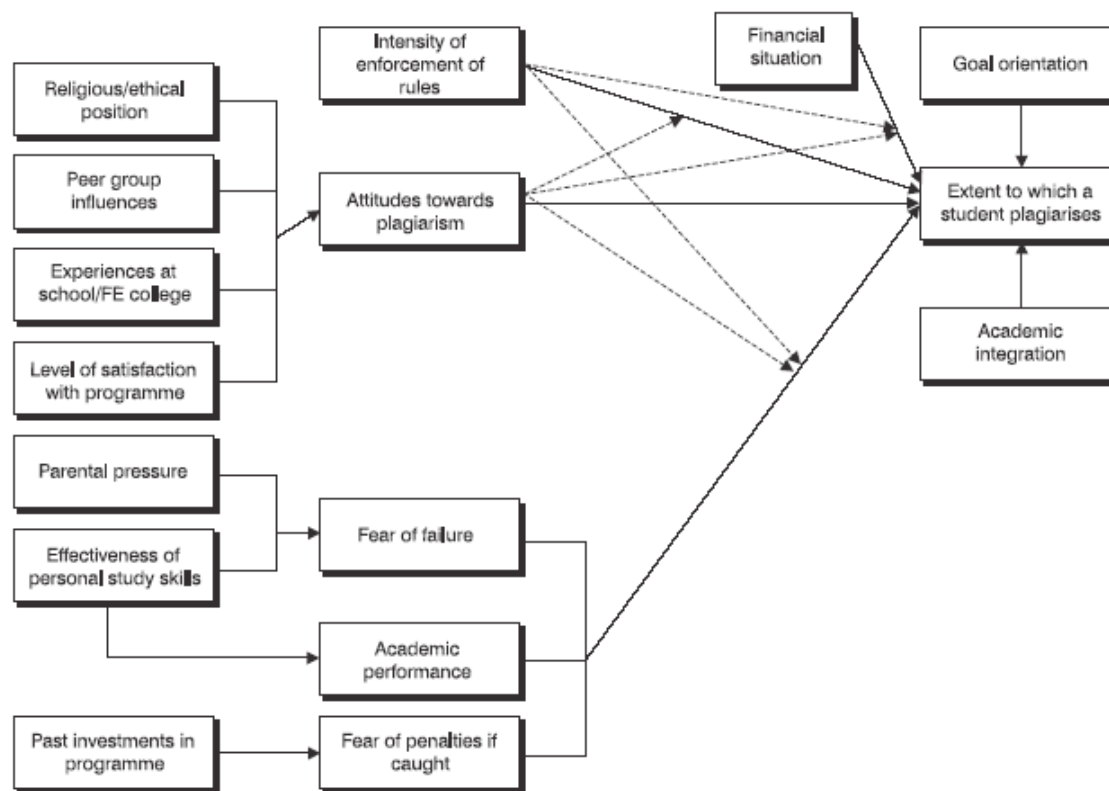 Intensity of
enforcement of
rules
Financial
situation
Goal orientation
Religious/ethical
position
Peer group
influences
Attitudes towards
plagiarism
Extent to which a
student plagiarises
Experiences at
school/FE college
Academic
integration
Level of satisfaction
with programme
Parental pressure
Fear of failure
Effectiveness of
personal study skills
Academic
performance
Past investments in
programme
Fear of penalties if
caught